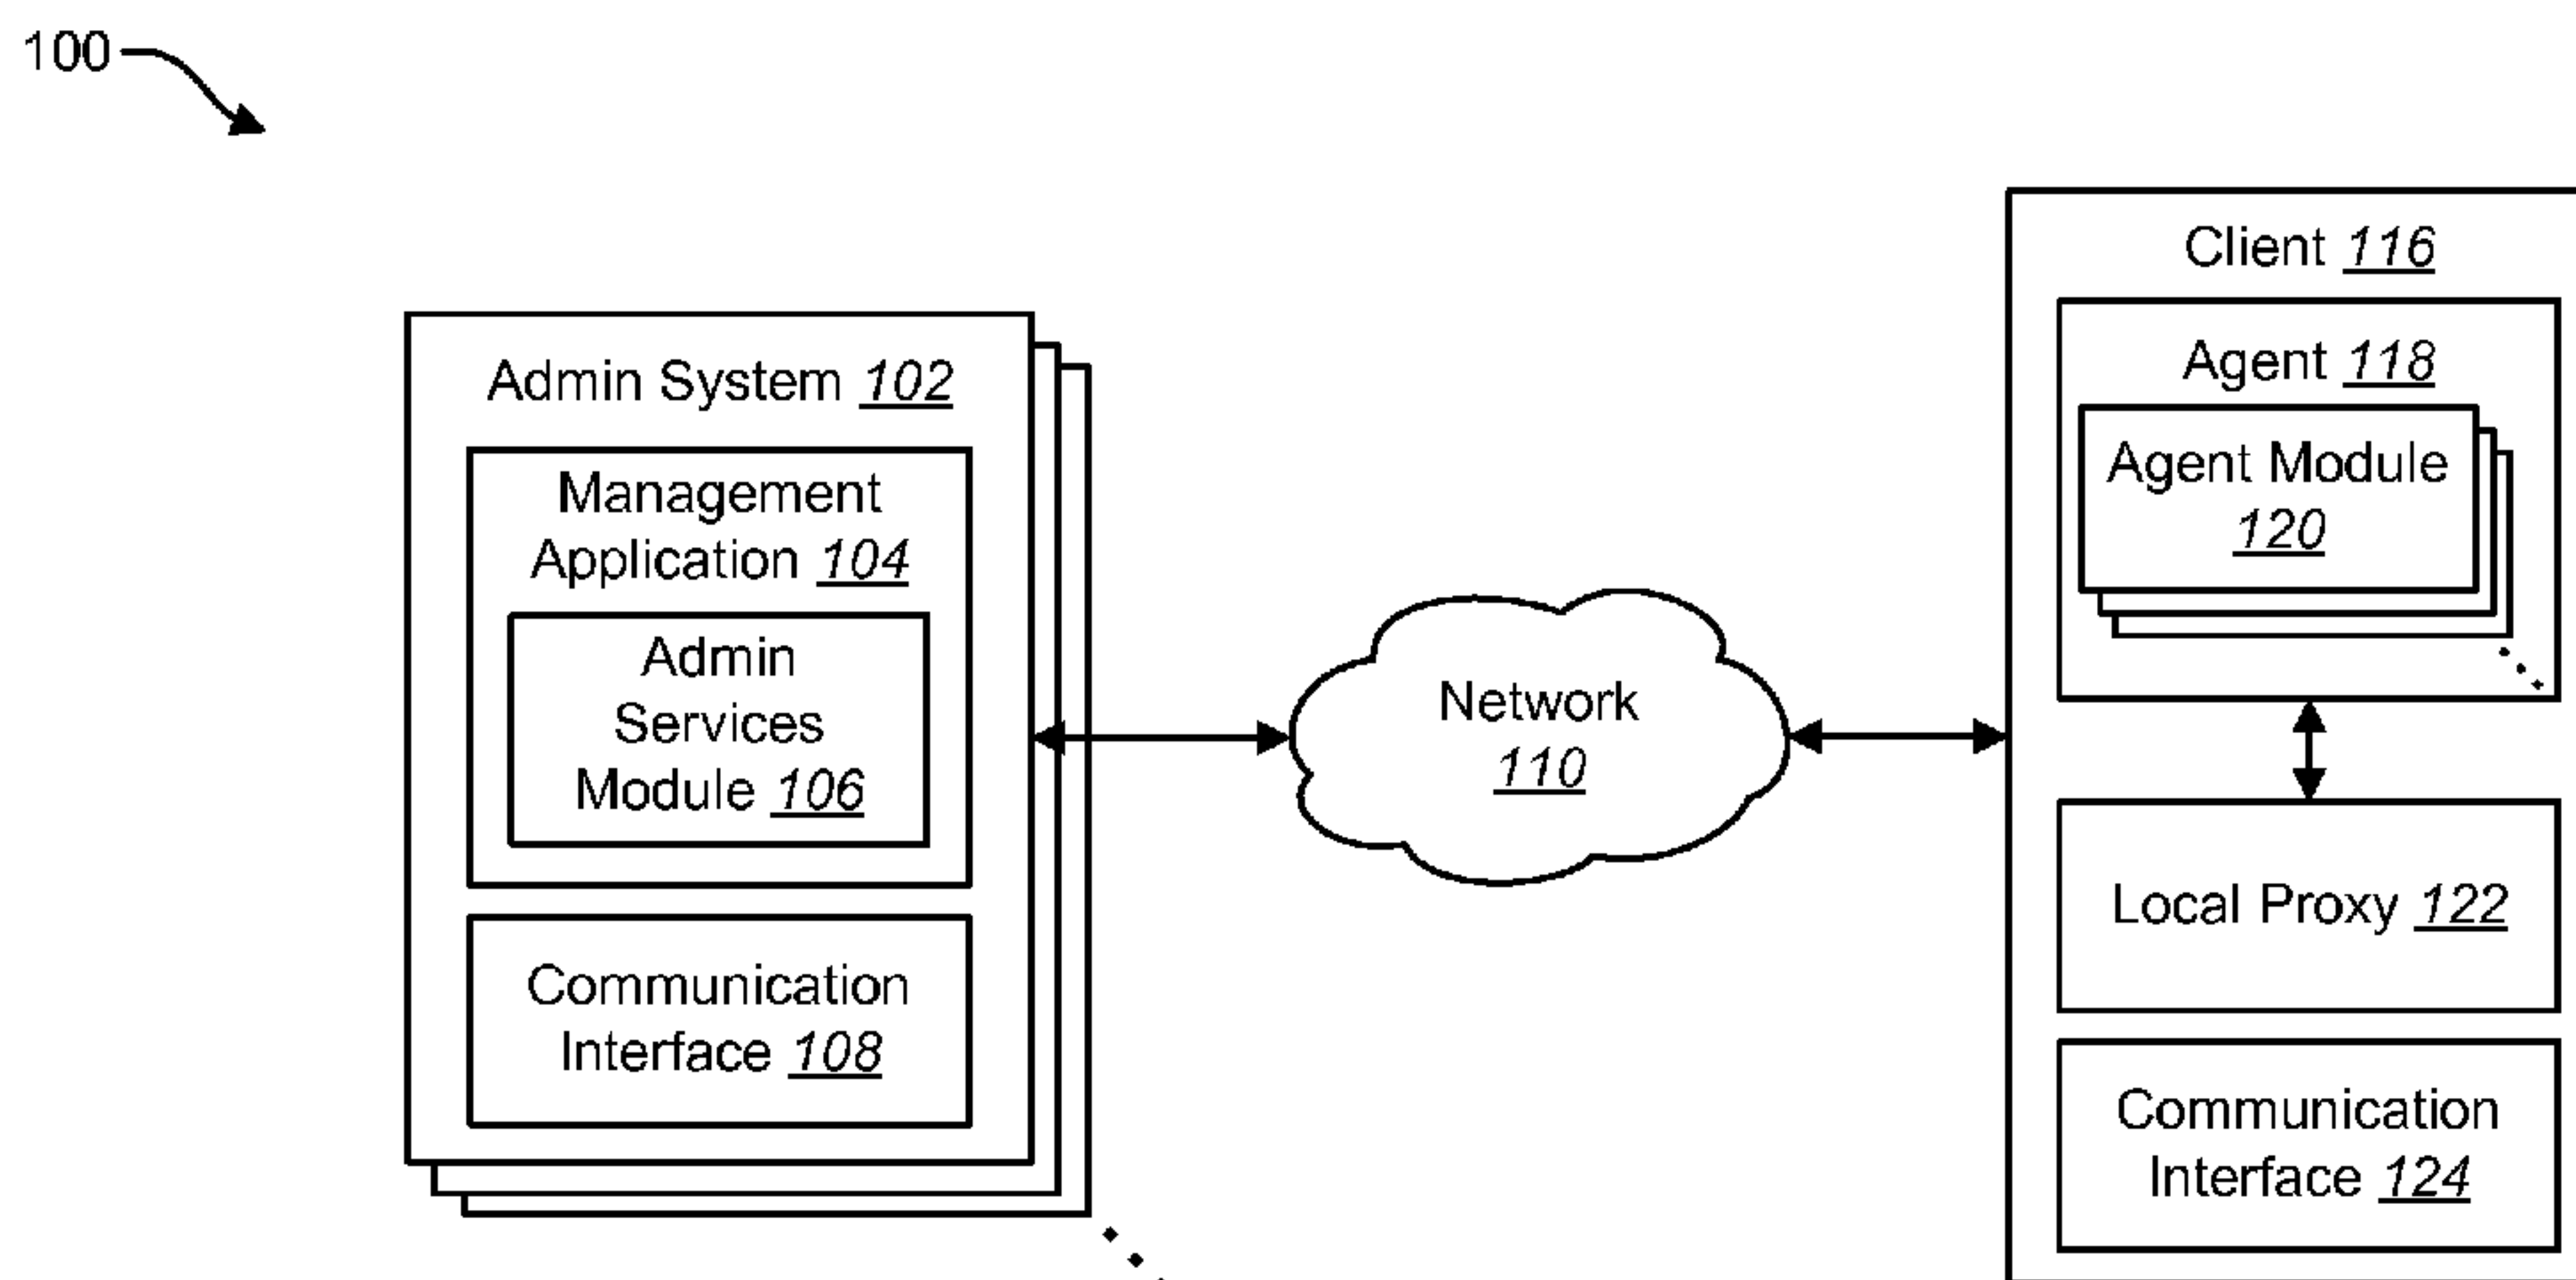 100
Admin System 102
Management
Application 104
Admin
Services
Module 106
Communication
Interface 108
Network
110
Client 116
Agent 118
Agent Module
120
Local Proxy 122
Communication
Interface 124